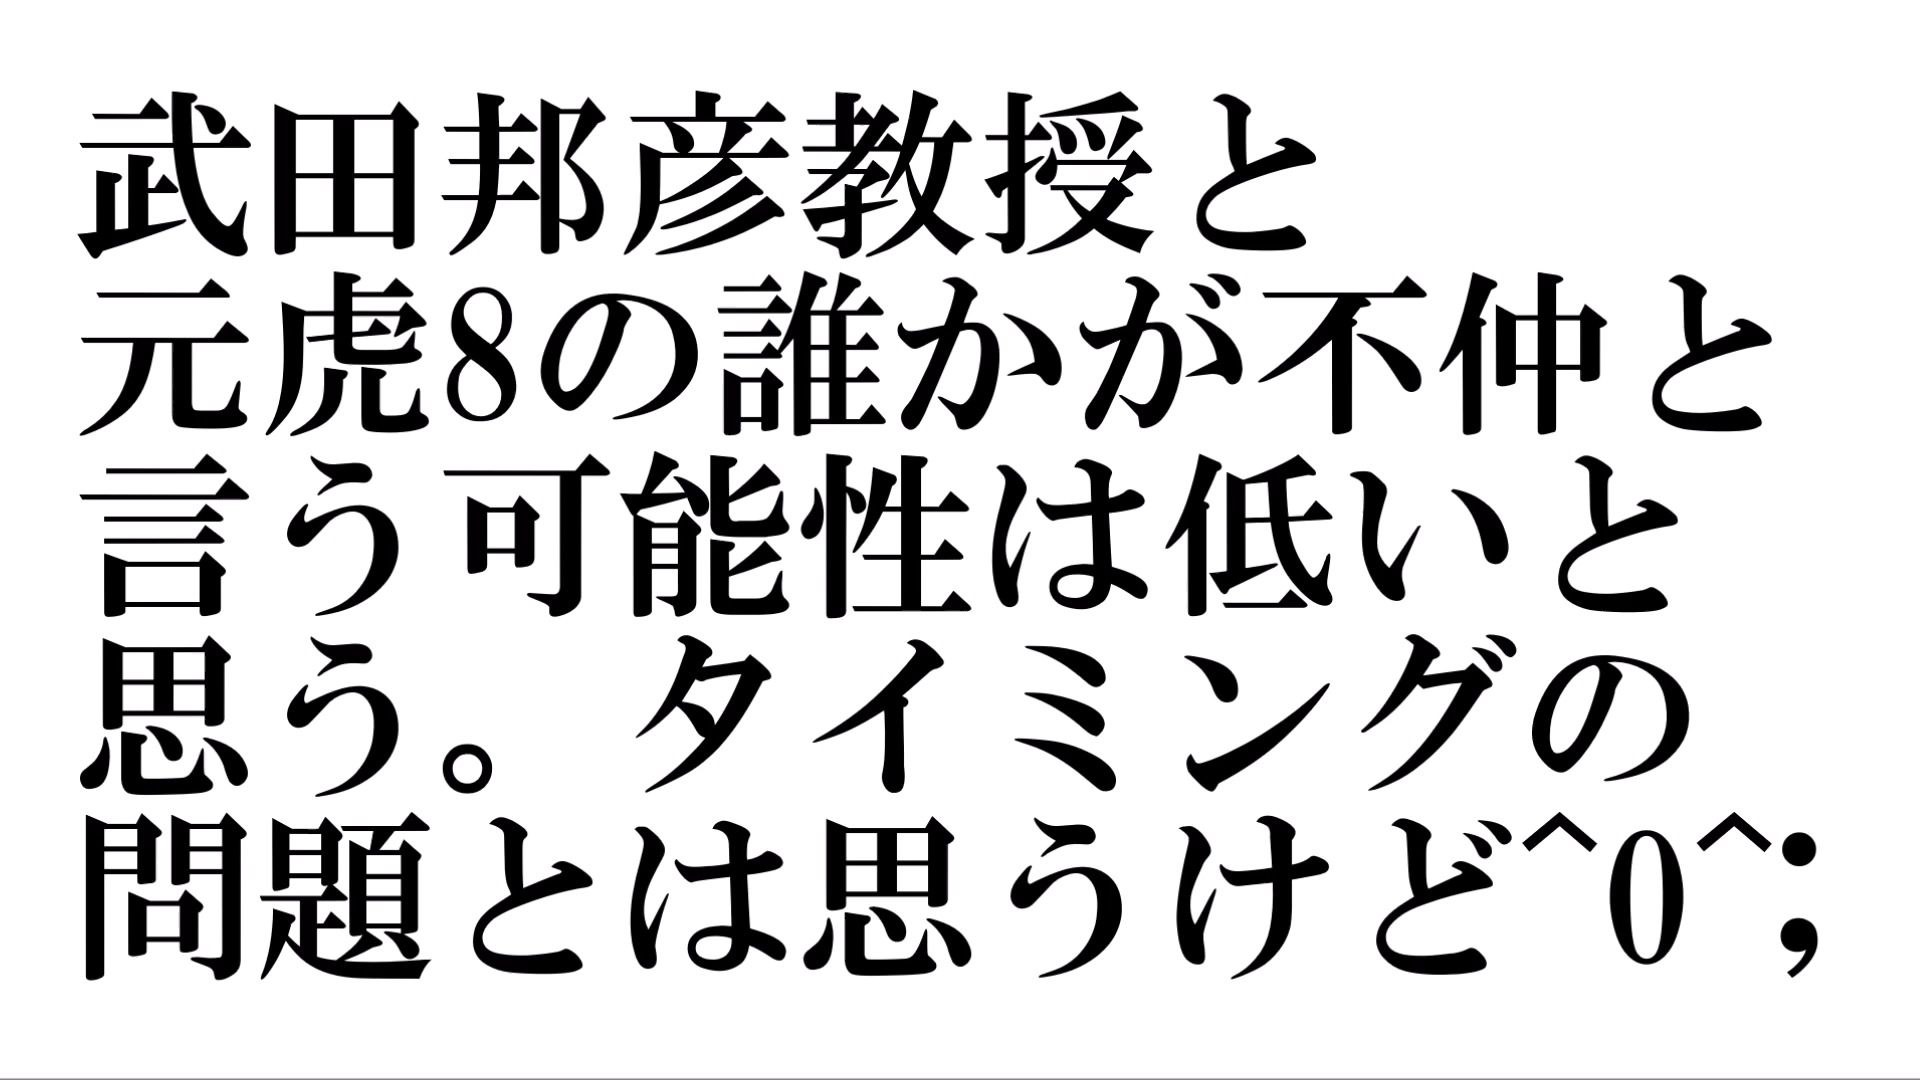 武田邦彦教授と
元虎8の誰かが不仲と
言う可能性は低いと
思う。タイミングの
問題とは思うけど^0^;